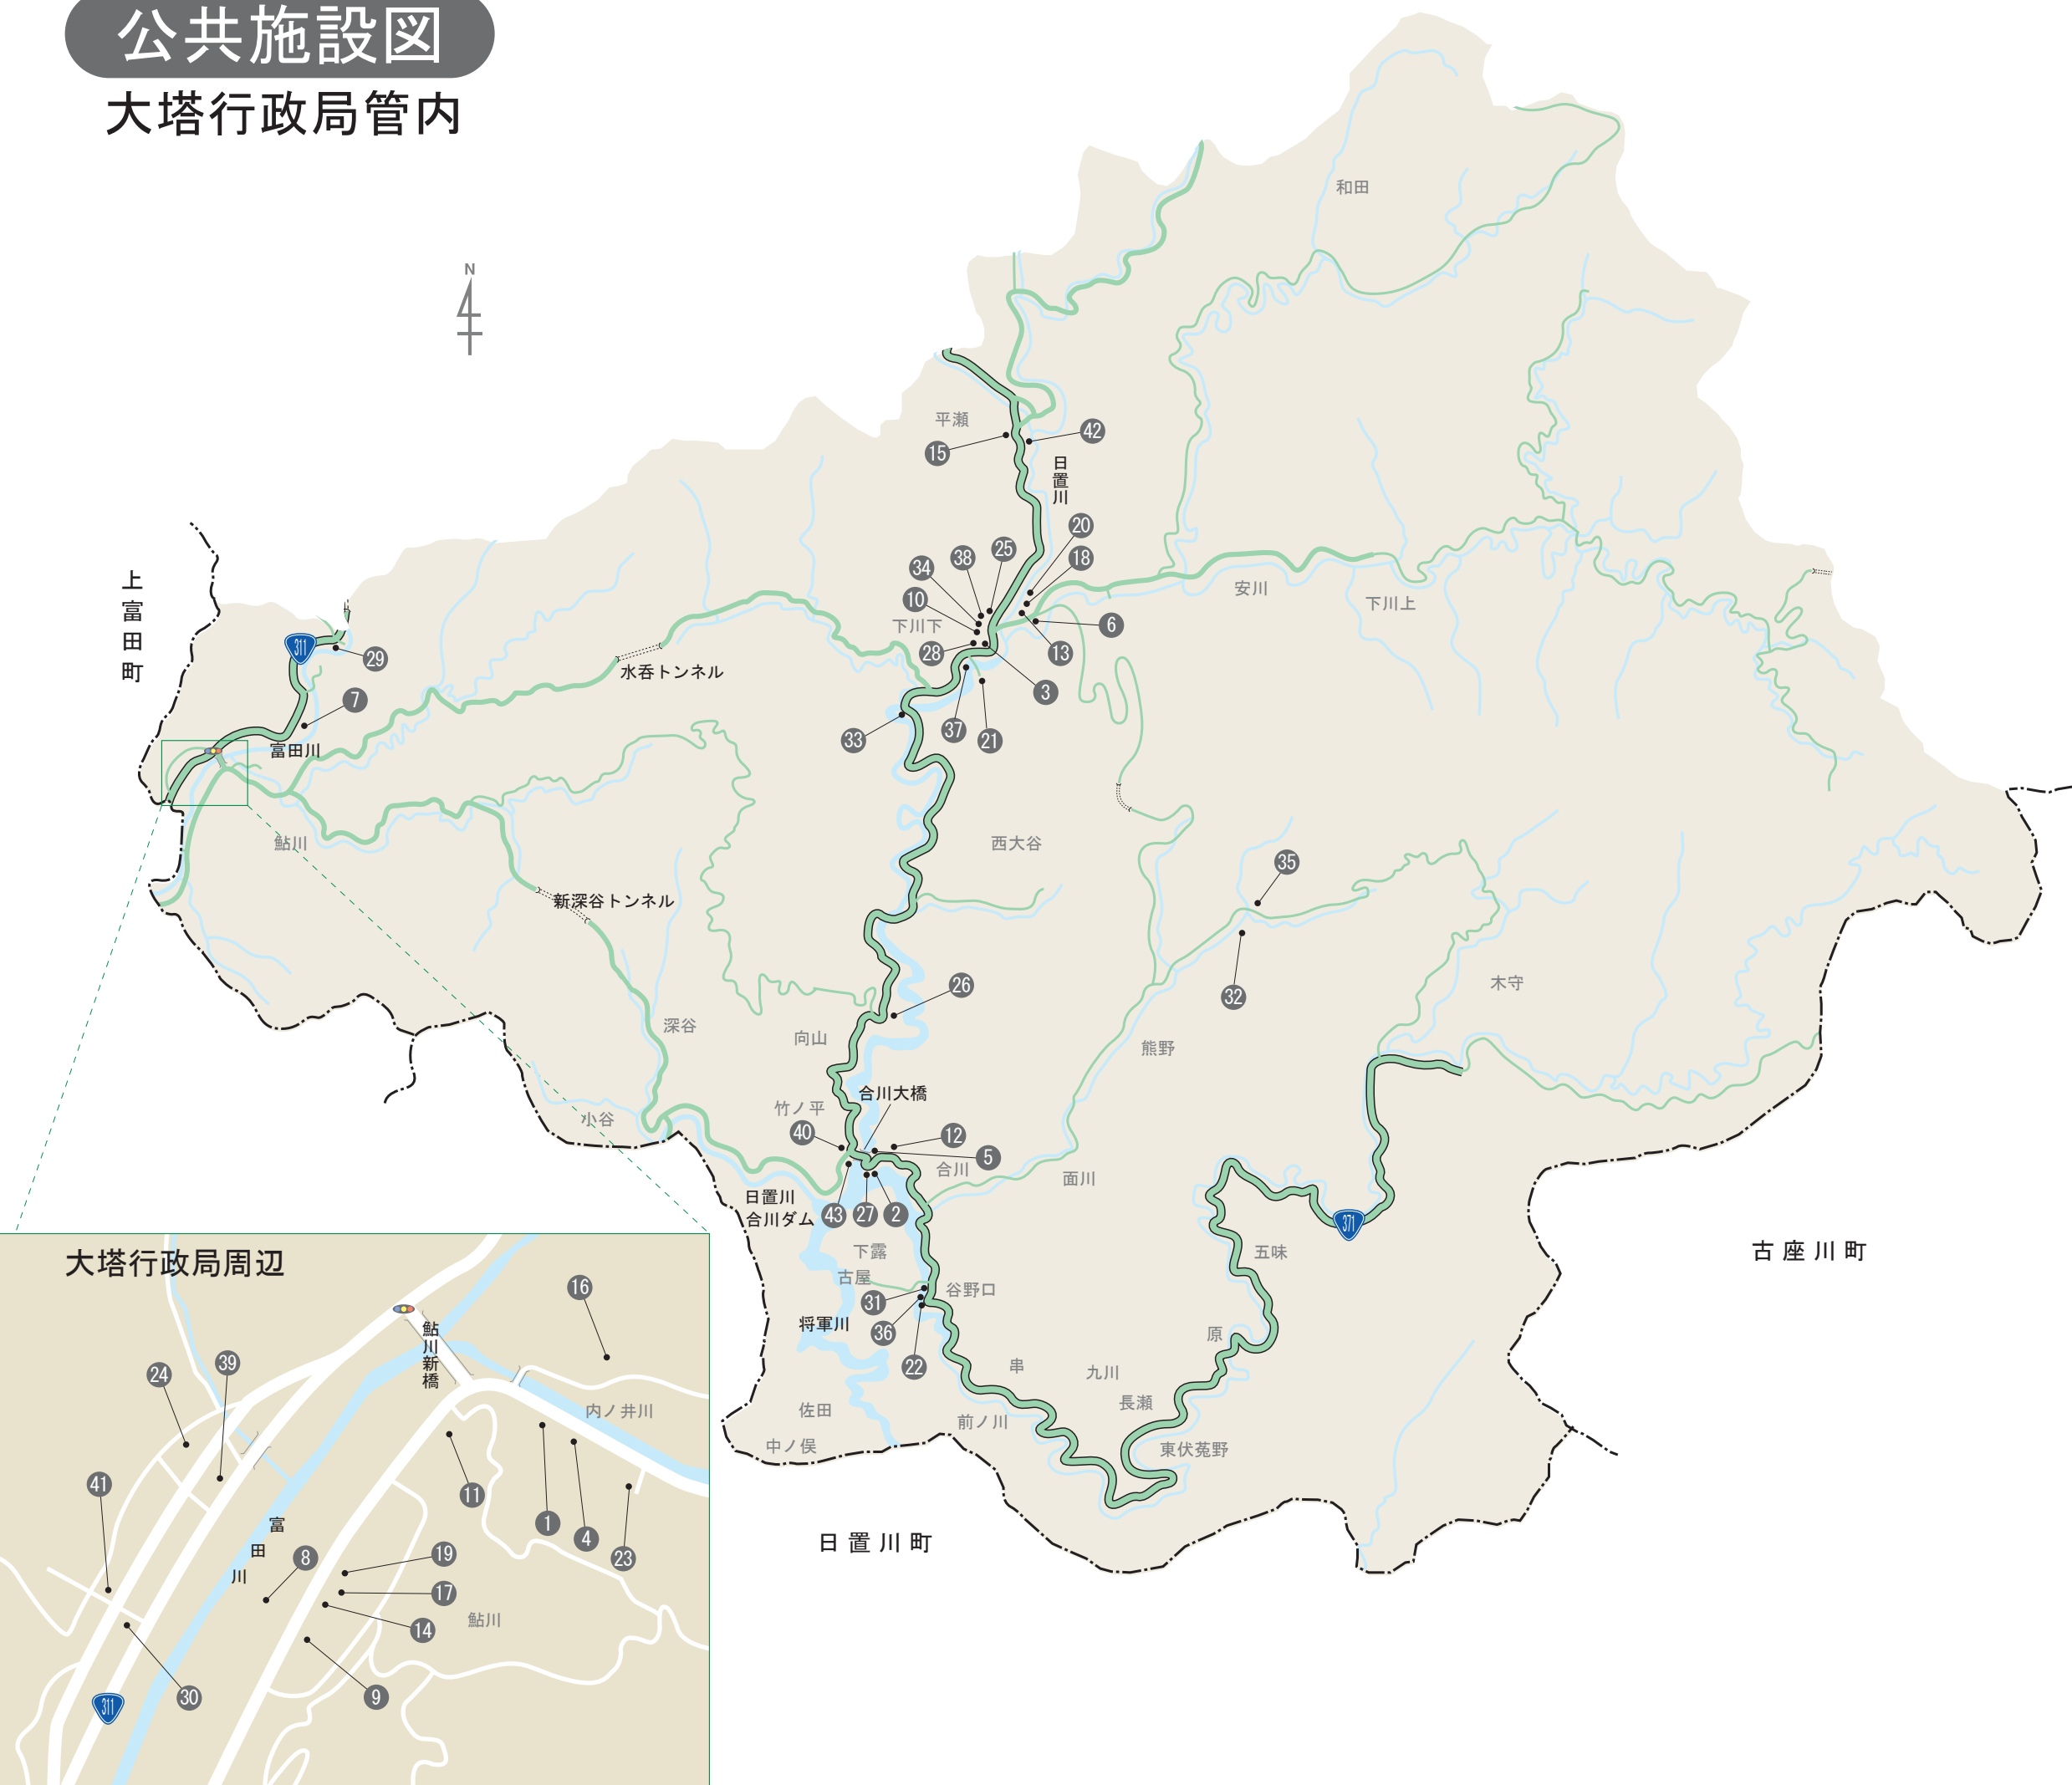 公共施設図
大塔行政局管内
N
和田
平瀬
15
42
日置川
20
25
38
18
34
10
安川
下川上
下川下
6
28
13
3
37
21
33
上富田町
311
29
水呑トンネル
7
富田川
鮎川
新深谷トンネル
西大谷
35
32
木守
26
深谷
向山
熊野
小谷
竹ノ平
合川大橋
40
12
5
合川
面川
日置川
合川ダム
43
27
2
371
古座川町
下露
五味
古屋
谷野口
31
将軍川
36
22
原
串
九川
長瀬
佐田
前ノ川
中ノ俣
東伏菟野
日置川町
大塔行政局周辺
16
鮎川新橋
39
24
内ノ井川
41
11
1
4
23
富田川
8
19
17
14
鮎川
30
9
311